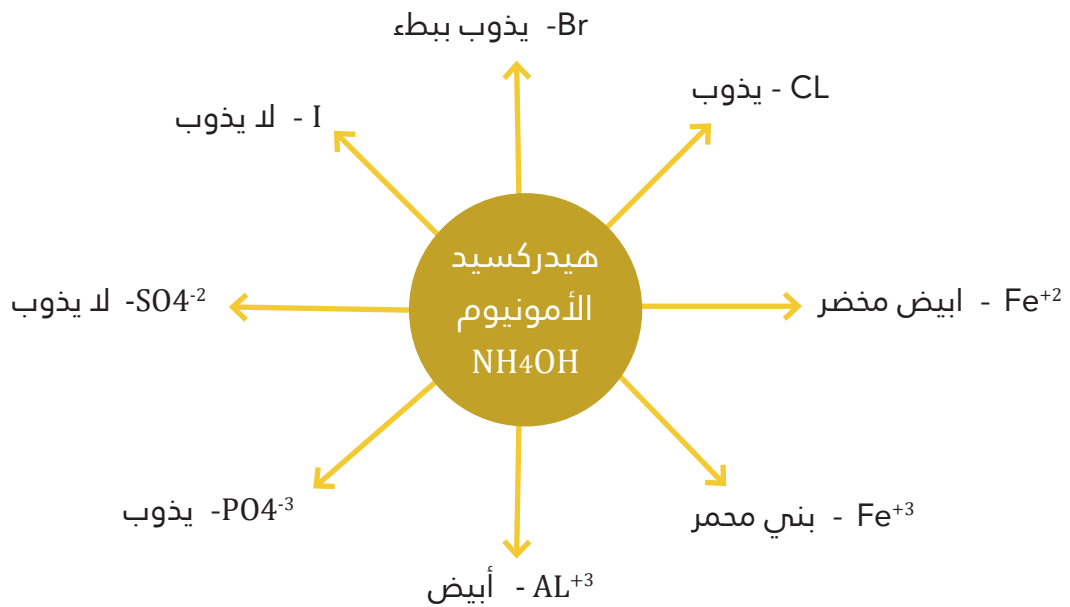 Br- يذوب ببطء
CL - يذوب
I - لا يذوب
هيدركسيد
الأمونيوم
NH4OH
Fe+2 - ابيض مخضر
SO4-2- لا يذوب
PO4-3- يذوب
Fe+3 - بني محمر
AL+3 - أبيض